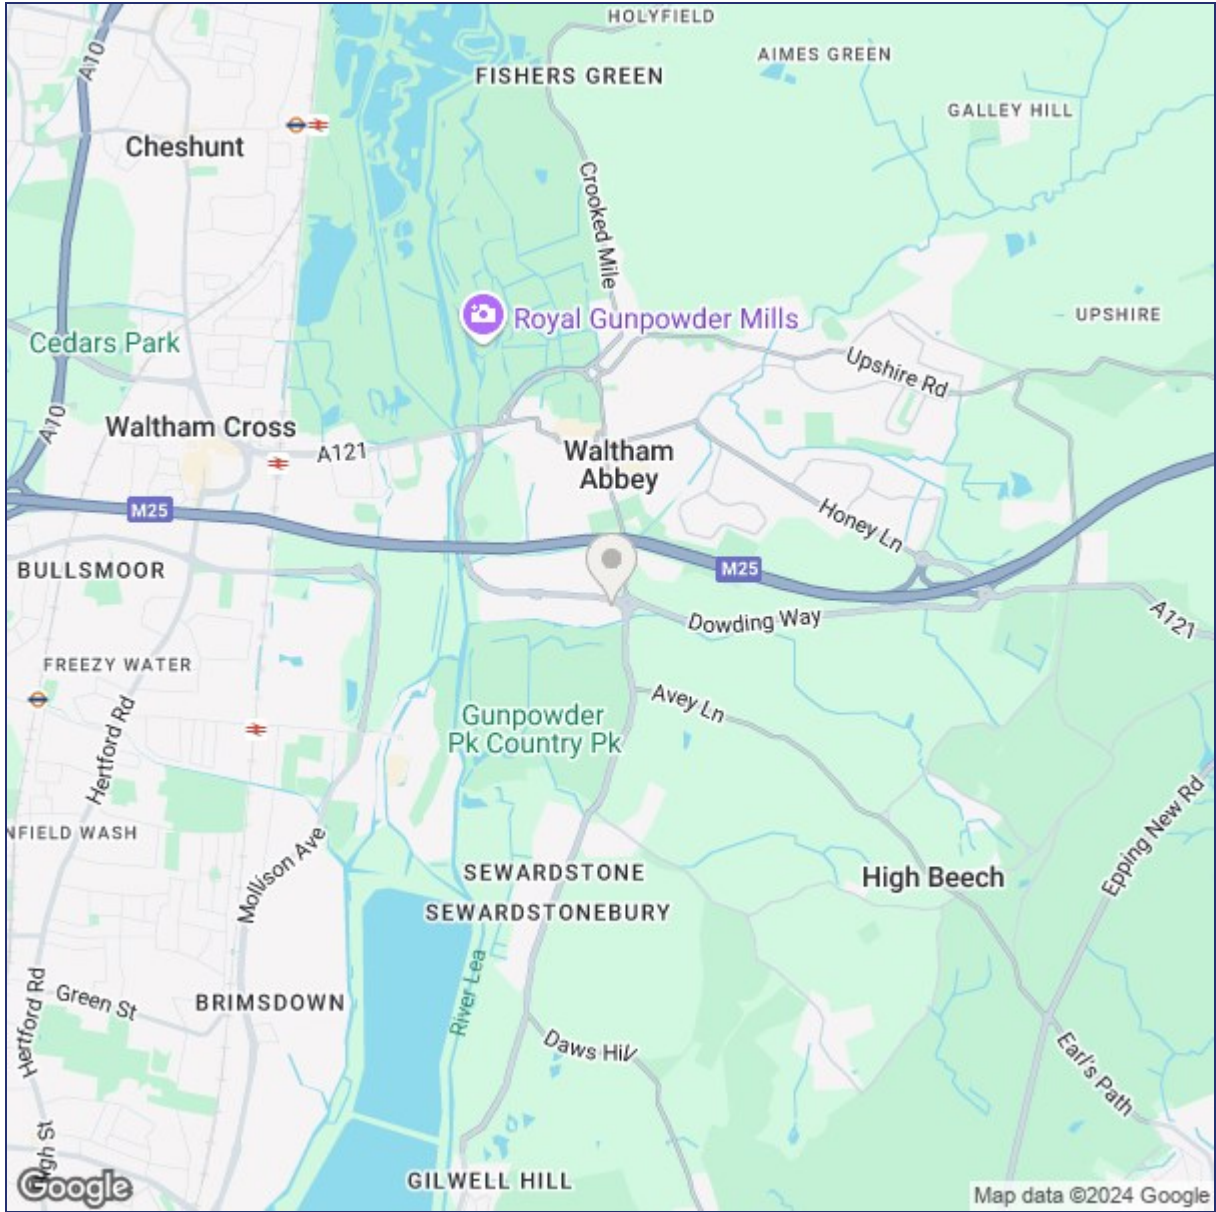 HOLYFIELD
AIMES GREEN
A10
FISHERS GREEN
GALLEY HILL
Cheshunt
Crooked Mile
Royal Gunpowder Mills
UPSHIRE
Cedars Park
Upshire Rd
A10
Waltham Cross
A121
Waltham
Abbey
M25
Honey Ln
BULLSMOOR
M25
Dowding Way
A121
FREEZY WATER
Hertford Rd
Avey Ln
Gunpowder
Pk Country Pk
NFIELD WASH
Mollison Ave
Epping New Rd
SEWARDSTONE
High Beech
SEWARDSTONEBURY
River Lea
Hertford Rd
Green St
BRIMSDOWN
Daws Hill
Earl's Path
High St
GILWELL HILL
Google
Map data ©2024 Google